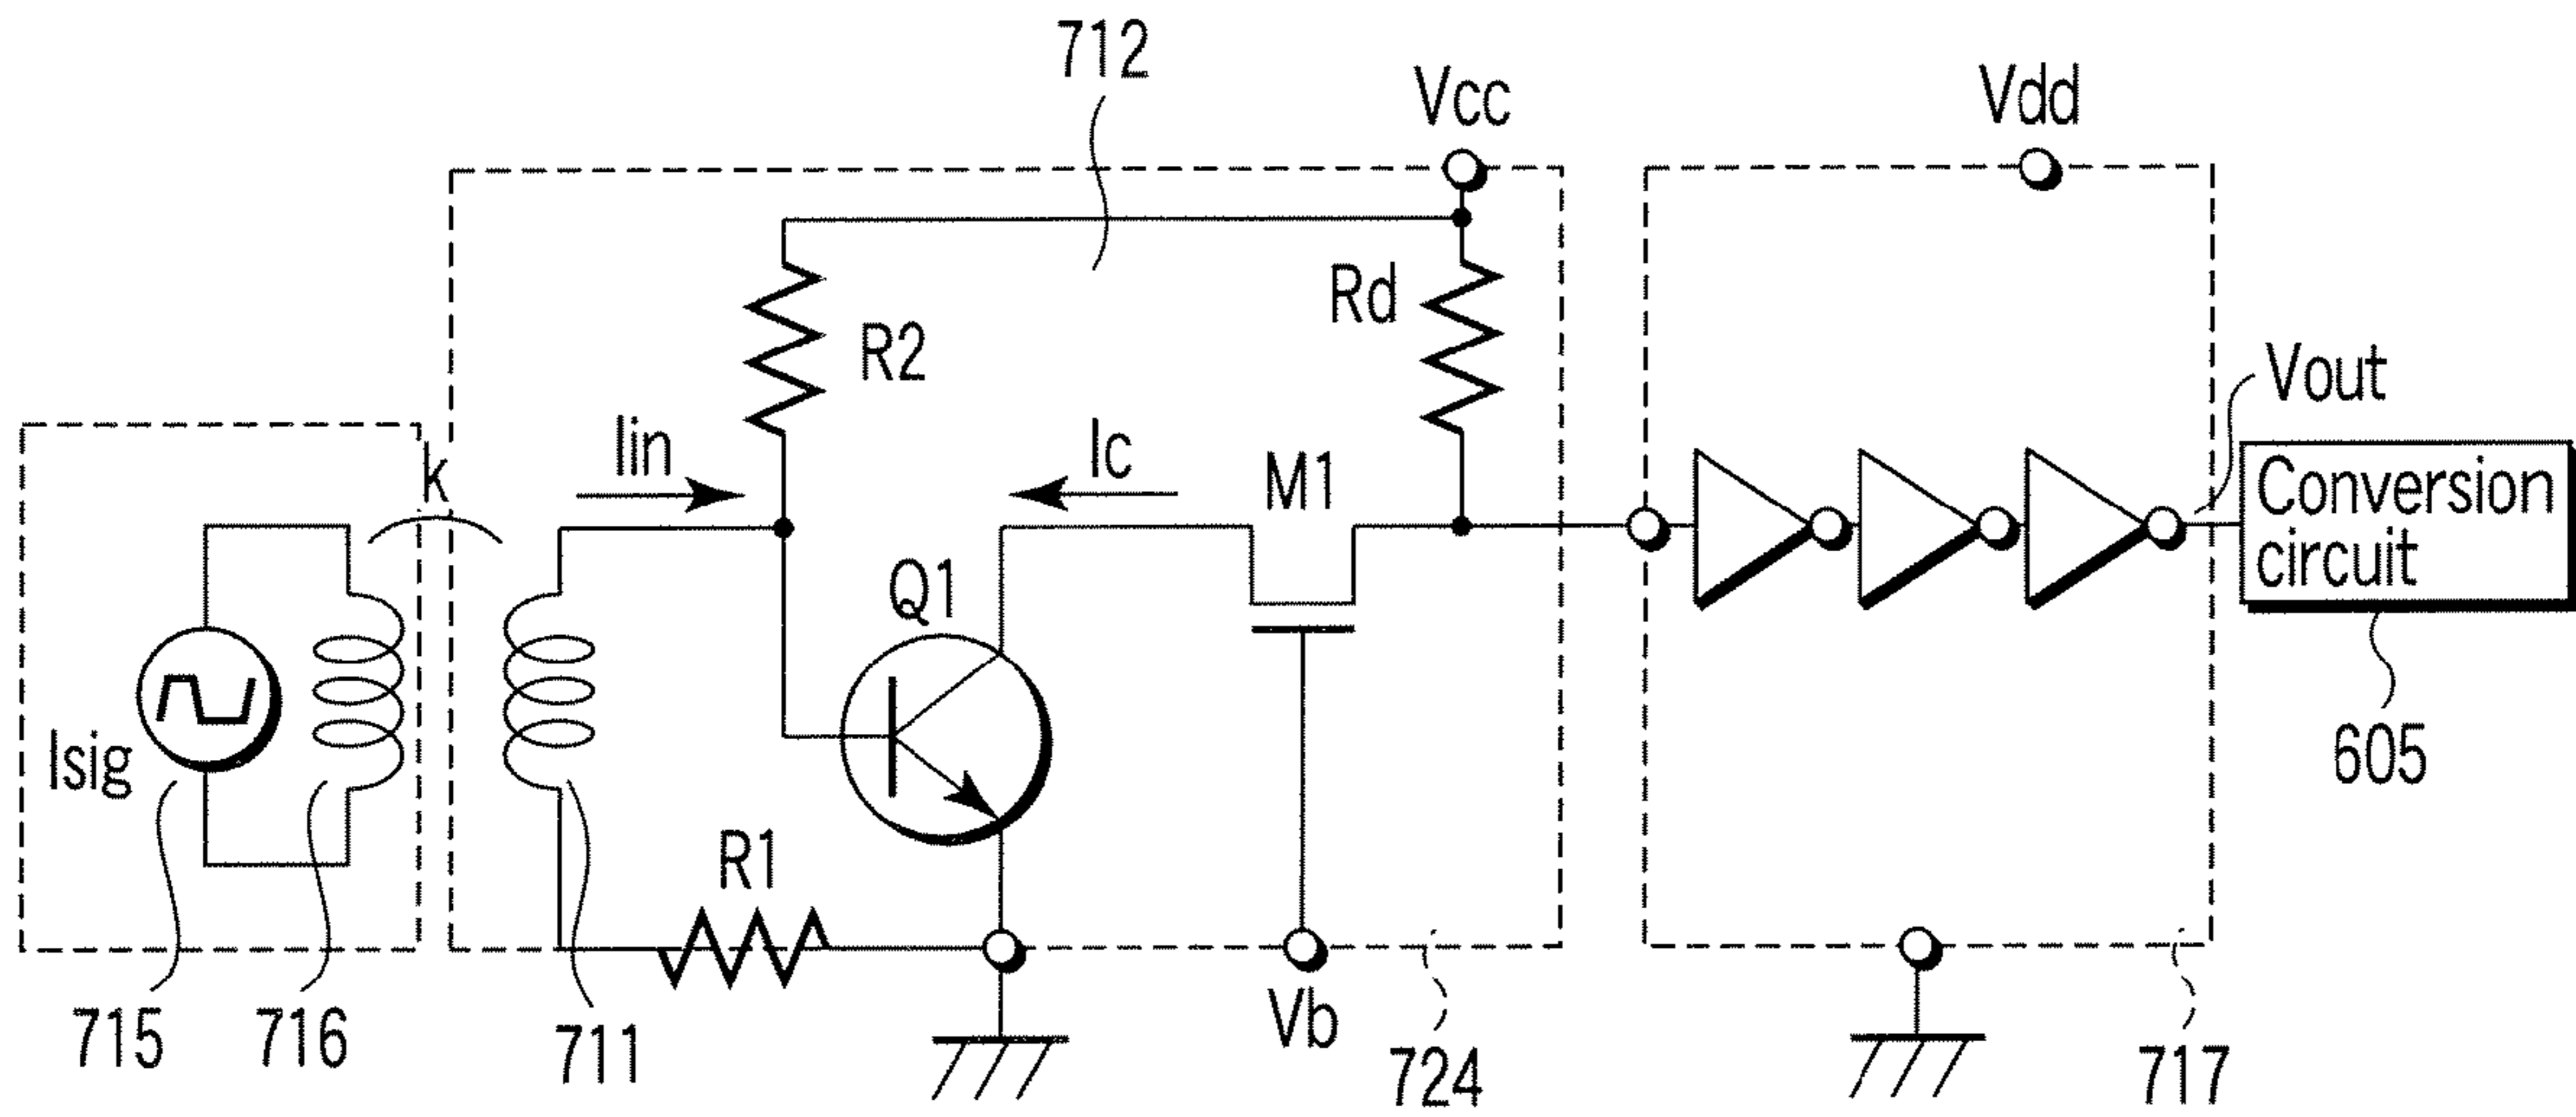 712
Vcc
Vdd
Rd
R2
Vout
Iin
k
Ic
M1
Conversion
circuit
Q1
Isig
605
R1
715
716
711
Vb
724
717